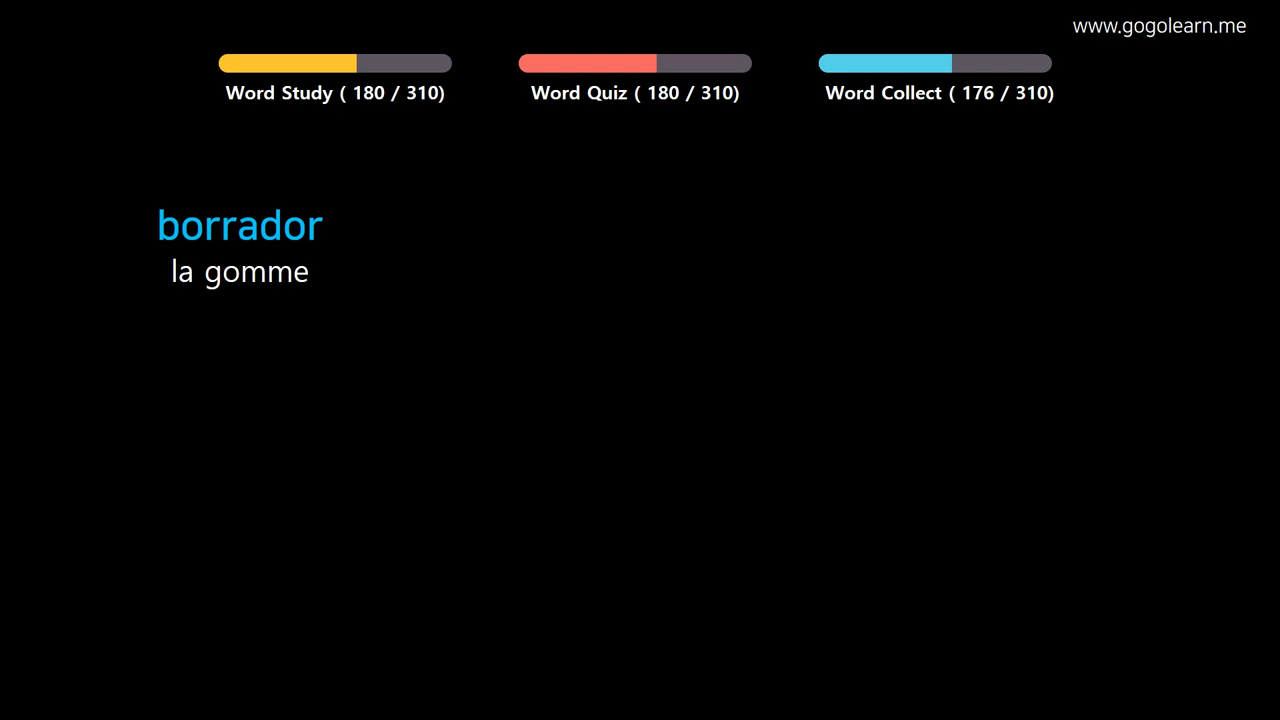 www.gogolearn.me
Word Study ( 180 / 310)
Word Quiz ( 180 / 310)
Word Collect ( 176 / 310)
borrador
la gomme